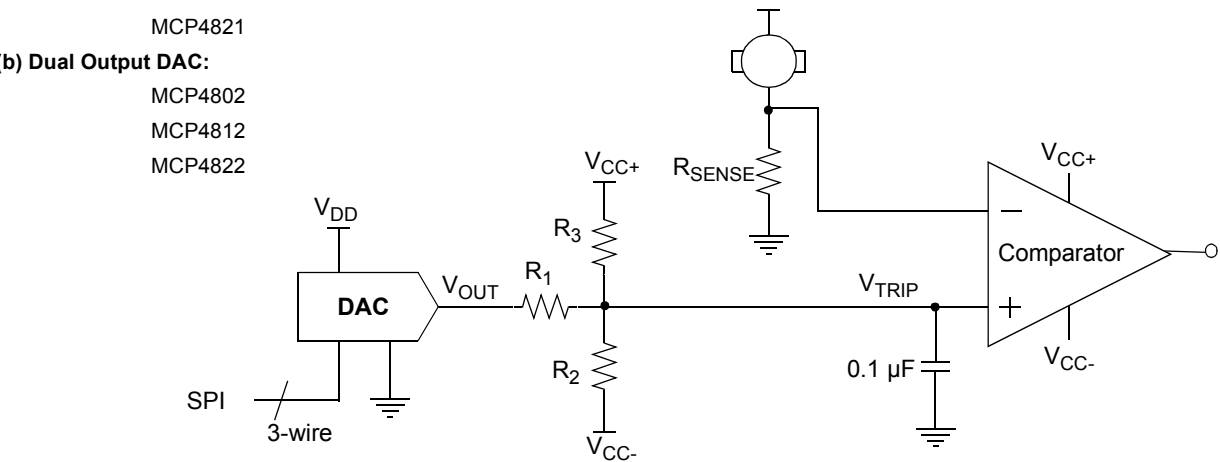 MCP4821
(b) Dual Output DAC:
MCP4802
MCP4812
MCP4822
VDD
DAC
SPI
3-wire
VOUT
R1
VCC+
R3
R2
VCC-
RSENSE
VTRIP
0.1 µF
VCC+
Comparator
VCC-